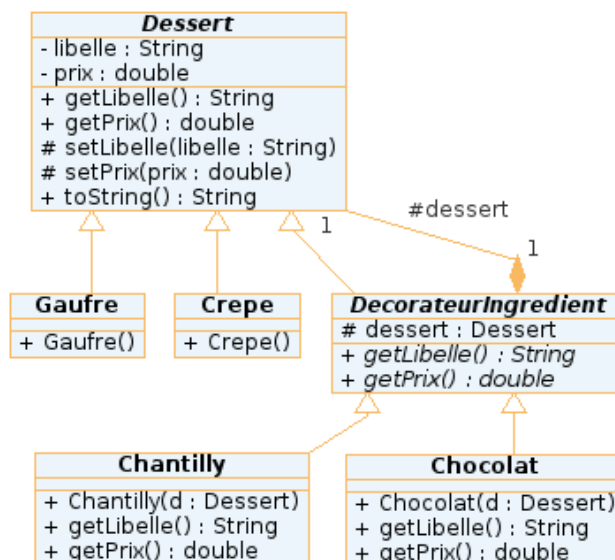 Dessert
- libelle : String
- prix : double
+ getLibelle() : String
+ getPrix() : double
# setLibelle(libelle : String)
# setPrix(prix : double)
+ toString() : String
1
#dessert
1
Gaufre
+ Gaufre()
Crepe
+ Crepe()
DecorateurIngredient
# dessert : Dessert
+ getLibelle() : String
+ getPrix() : double
Chantilly
+ Chantilly(d : Dessert)
+ getLibelle() : String
+ getPrix() : double
Chocolat
+ Chocolat(d : Dessert)
+ getLibelle() : String
+ getPrix() : double